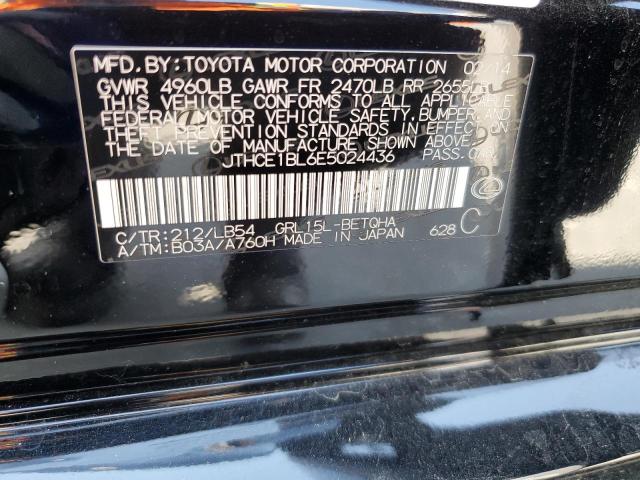 MFD. BY: TOYOTA MOTOR CORPORATION 02/14
GVWR 4960LB GAWR FR 2470LB RR 2655LB
THIS VEHICLE CONFORMS TO ALL APPLICABLE
FEDERAL MOTOR VEHICLE SAFETY, BUMPER, AND
THEFT PREVENTION STANDARDS IN EFFECT ON
THE DATE OF MANUFACTURE SHOWN ABOVE.
JTHCE1BL6E5024436 PASS. CAR
C/TR: 212/LB54 GRL15L-BETQHA
A/TM: B03A/A760H MADE IN JAPAN 628 C